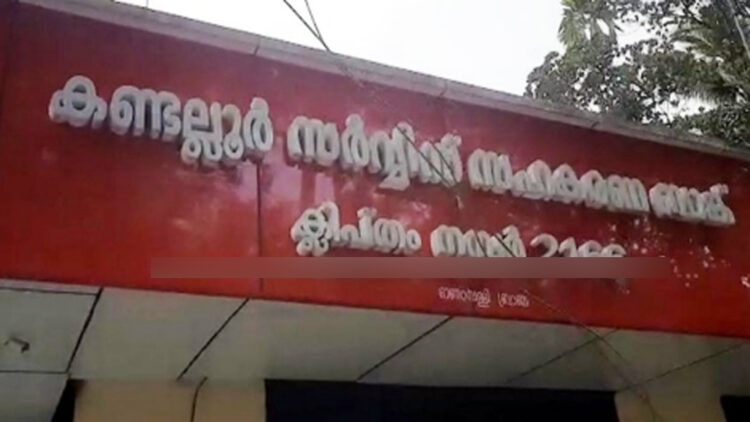 കണ്ടല്ലൂർ സർവ്വീസ് സഹകരണ ബാങ്ക്
ക്ലിപ്തം നമ്പർ
ബ്രാഞ്ച്